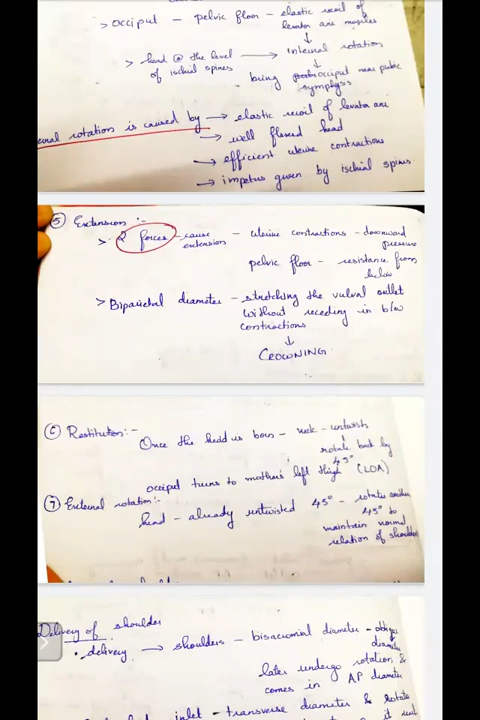 > Occiput - pelvic floor - elastic recoil of
levator ani muscles
↓
> head @ the level → Internal rotation
of ischial spines
↓
bring occiput near pubic
symphysis
rnal rotation is caused by → elastic recoil of levator ani
→ well flexed head
→ efficient uterine contractions
→ impetus given by ischial spines
⑤ Extension :-
> 2 forces - cause extension - uterine contractions - downward pressure
pelvic floor - resistance from below
> Biparietal diameter - stretching the vulval outlet
without receding in b/w
contractions
↓
CROWNING
⑥ Restitution:-
Once the head is born - neck - untwists
↓
rotate back by
45°
occiput turns to mother's left thigh (LOA)
⑦ External rotation:-
head - already untwisted 45° - rotates another
45° to
maintain normal
relation of shoulder
Delivery of shoulder
• delivery → shoulders - bisacromial diameter - oblique
diameter
later undergo rotation &
comes in AP diameter
inlet - transverse diameter & rotate